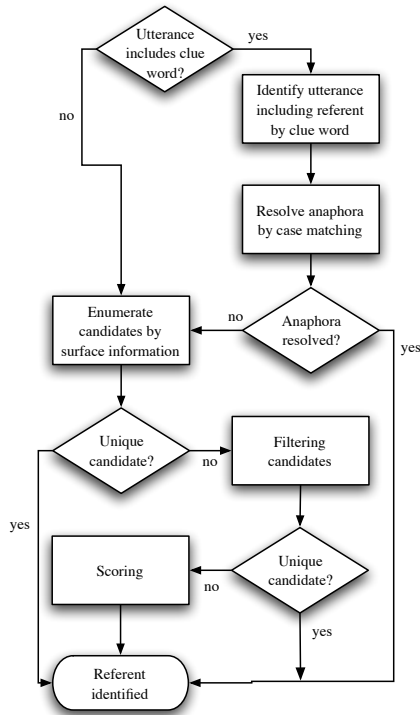 Utterance
includes clue
word?
yes
no
Identify utterance
including referent
by clue word
Resolve anaphora
by case matching
Enumerate
candidates by
surface information
no
Anaphora
resolved?
yes
Unique
candidate?
no
Filtering
candidates
yes
Scoring
no
Unique
candidate?
yes
Referent
identified